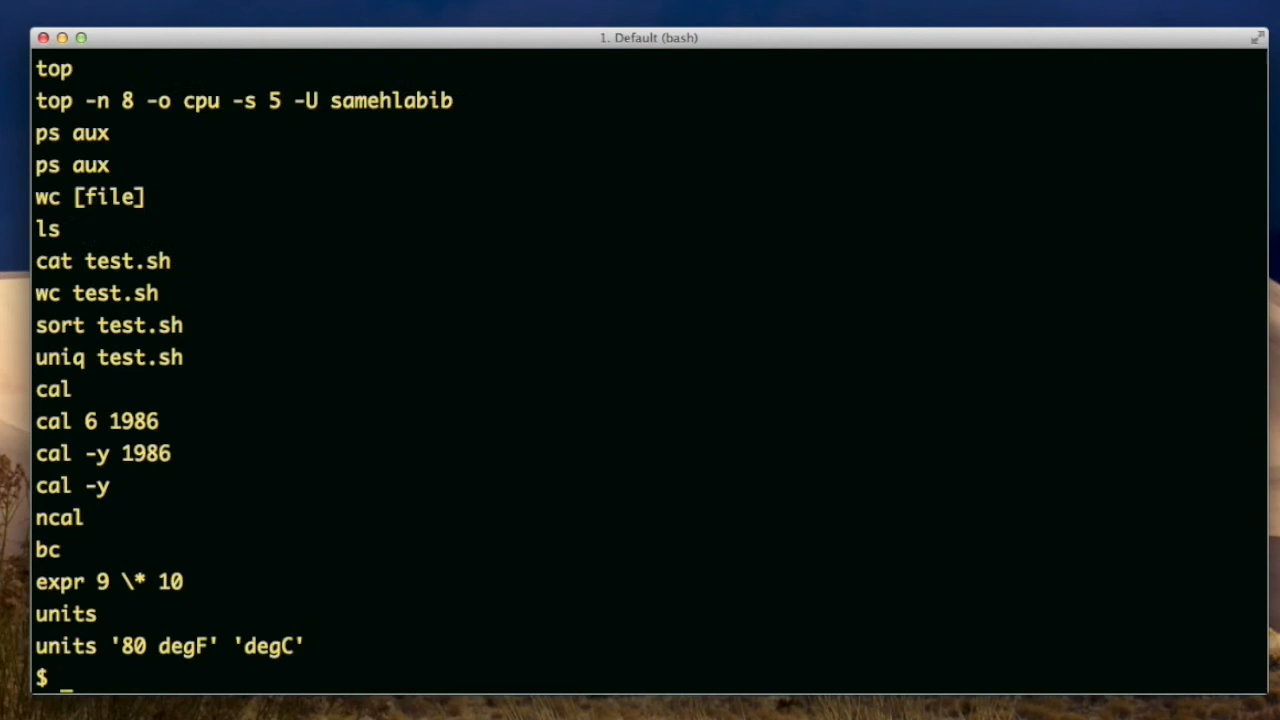 1. Default (bash)
top
top -n 8 -o cpu -s 5 -U samehlabib
ps aux
ps aux
wc [file]
ls
cat test.sh
wc test.sh
sort test.sh
uniq test.sh
cal
cal 6 1986
cal -y 1986
cal -y
ncal
bc
expr 9 \* 10
units
units '80 degF' 'degC'
$ _